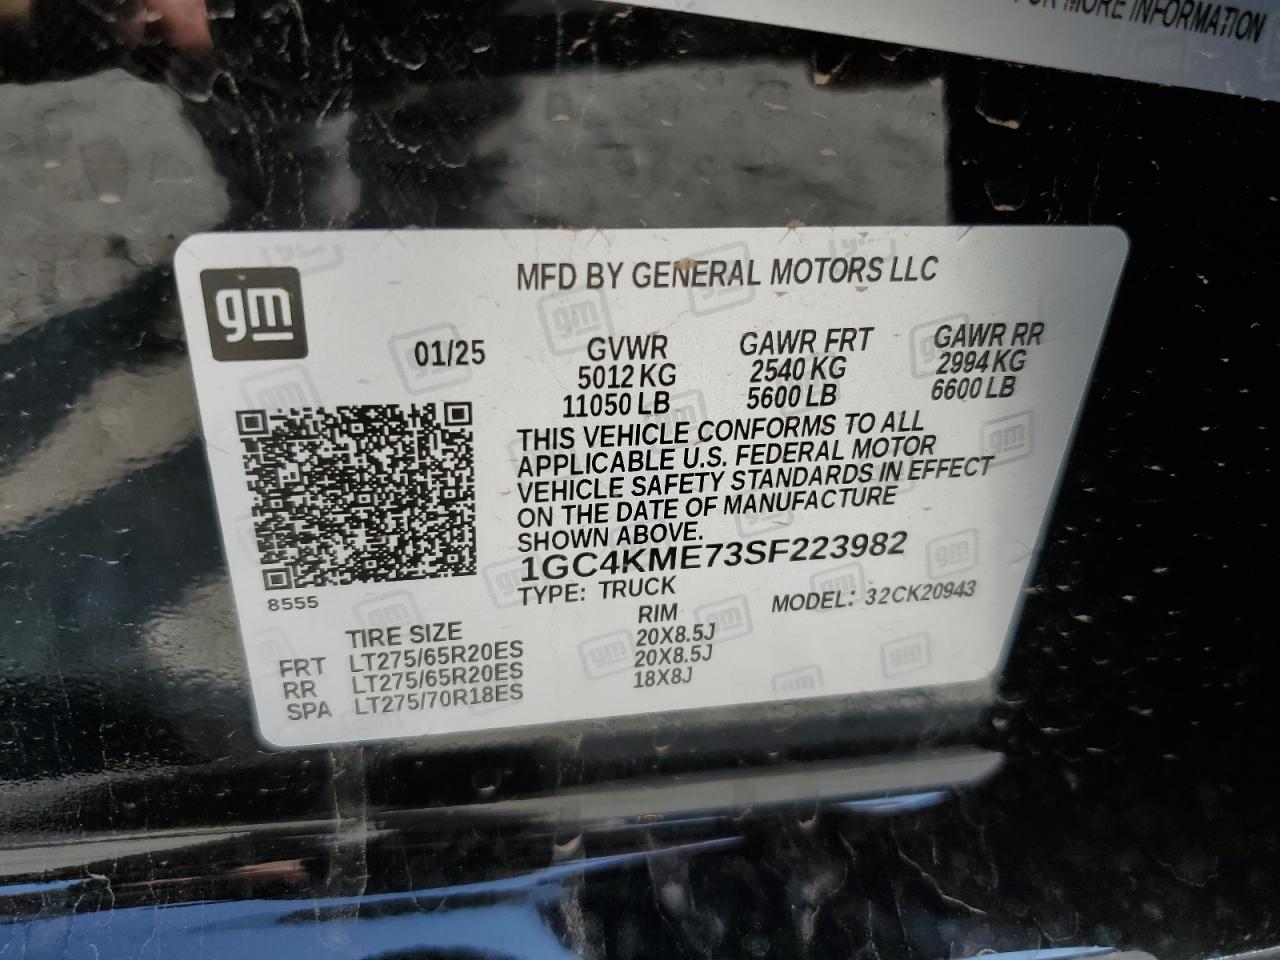 FOR MORE INFORMATION
gm
MFD BY GENERAL MOTORS LLC
01/25
GVWR GAWR FRT GAWR RR
5012 KG 2540 KG 2994 KG
11050 LB 5600 LB 6600 LB
THIS VEHICLE CONFORMS TO ALL
APPLICABLE U.S. FEDERAL MOTOR
VEHICLE SAFETY STANDARDS IN EFFECT
ON THE DATE OF MANUFACTURE
SHOWN ABOVE.
1GC4KME73SF223982
8555
TYPE: TRUCK MODEL: 32CK20943
TIRE SIZE RIM
FRT LT275/65R20ES 20X8.5J
RR LT275/65R20ES 20X8.5J
SPA LT275/70R18ES 18X8J